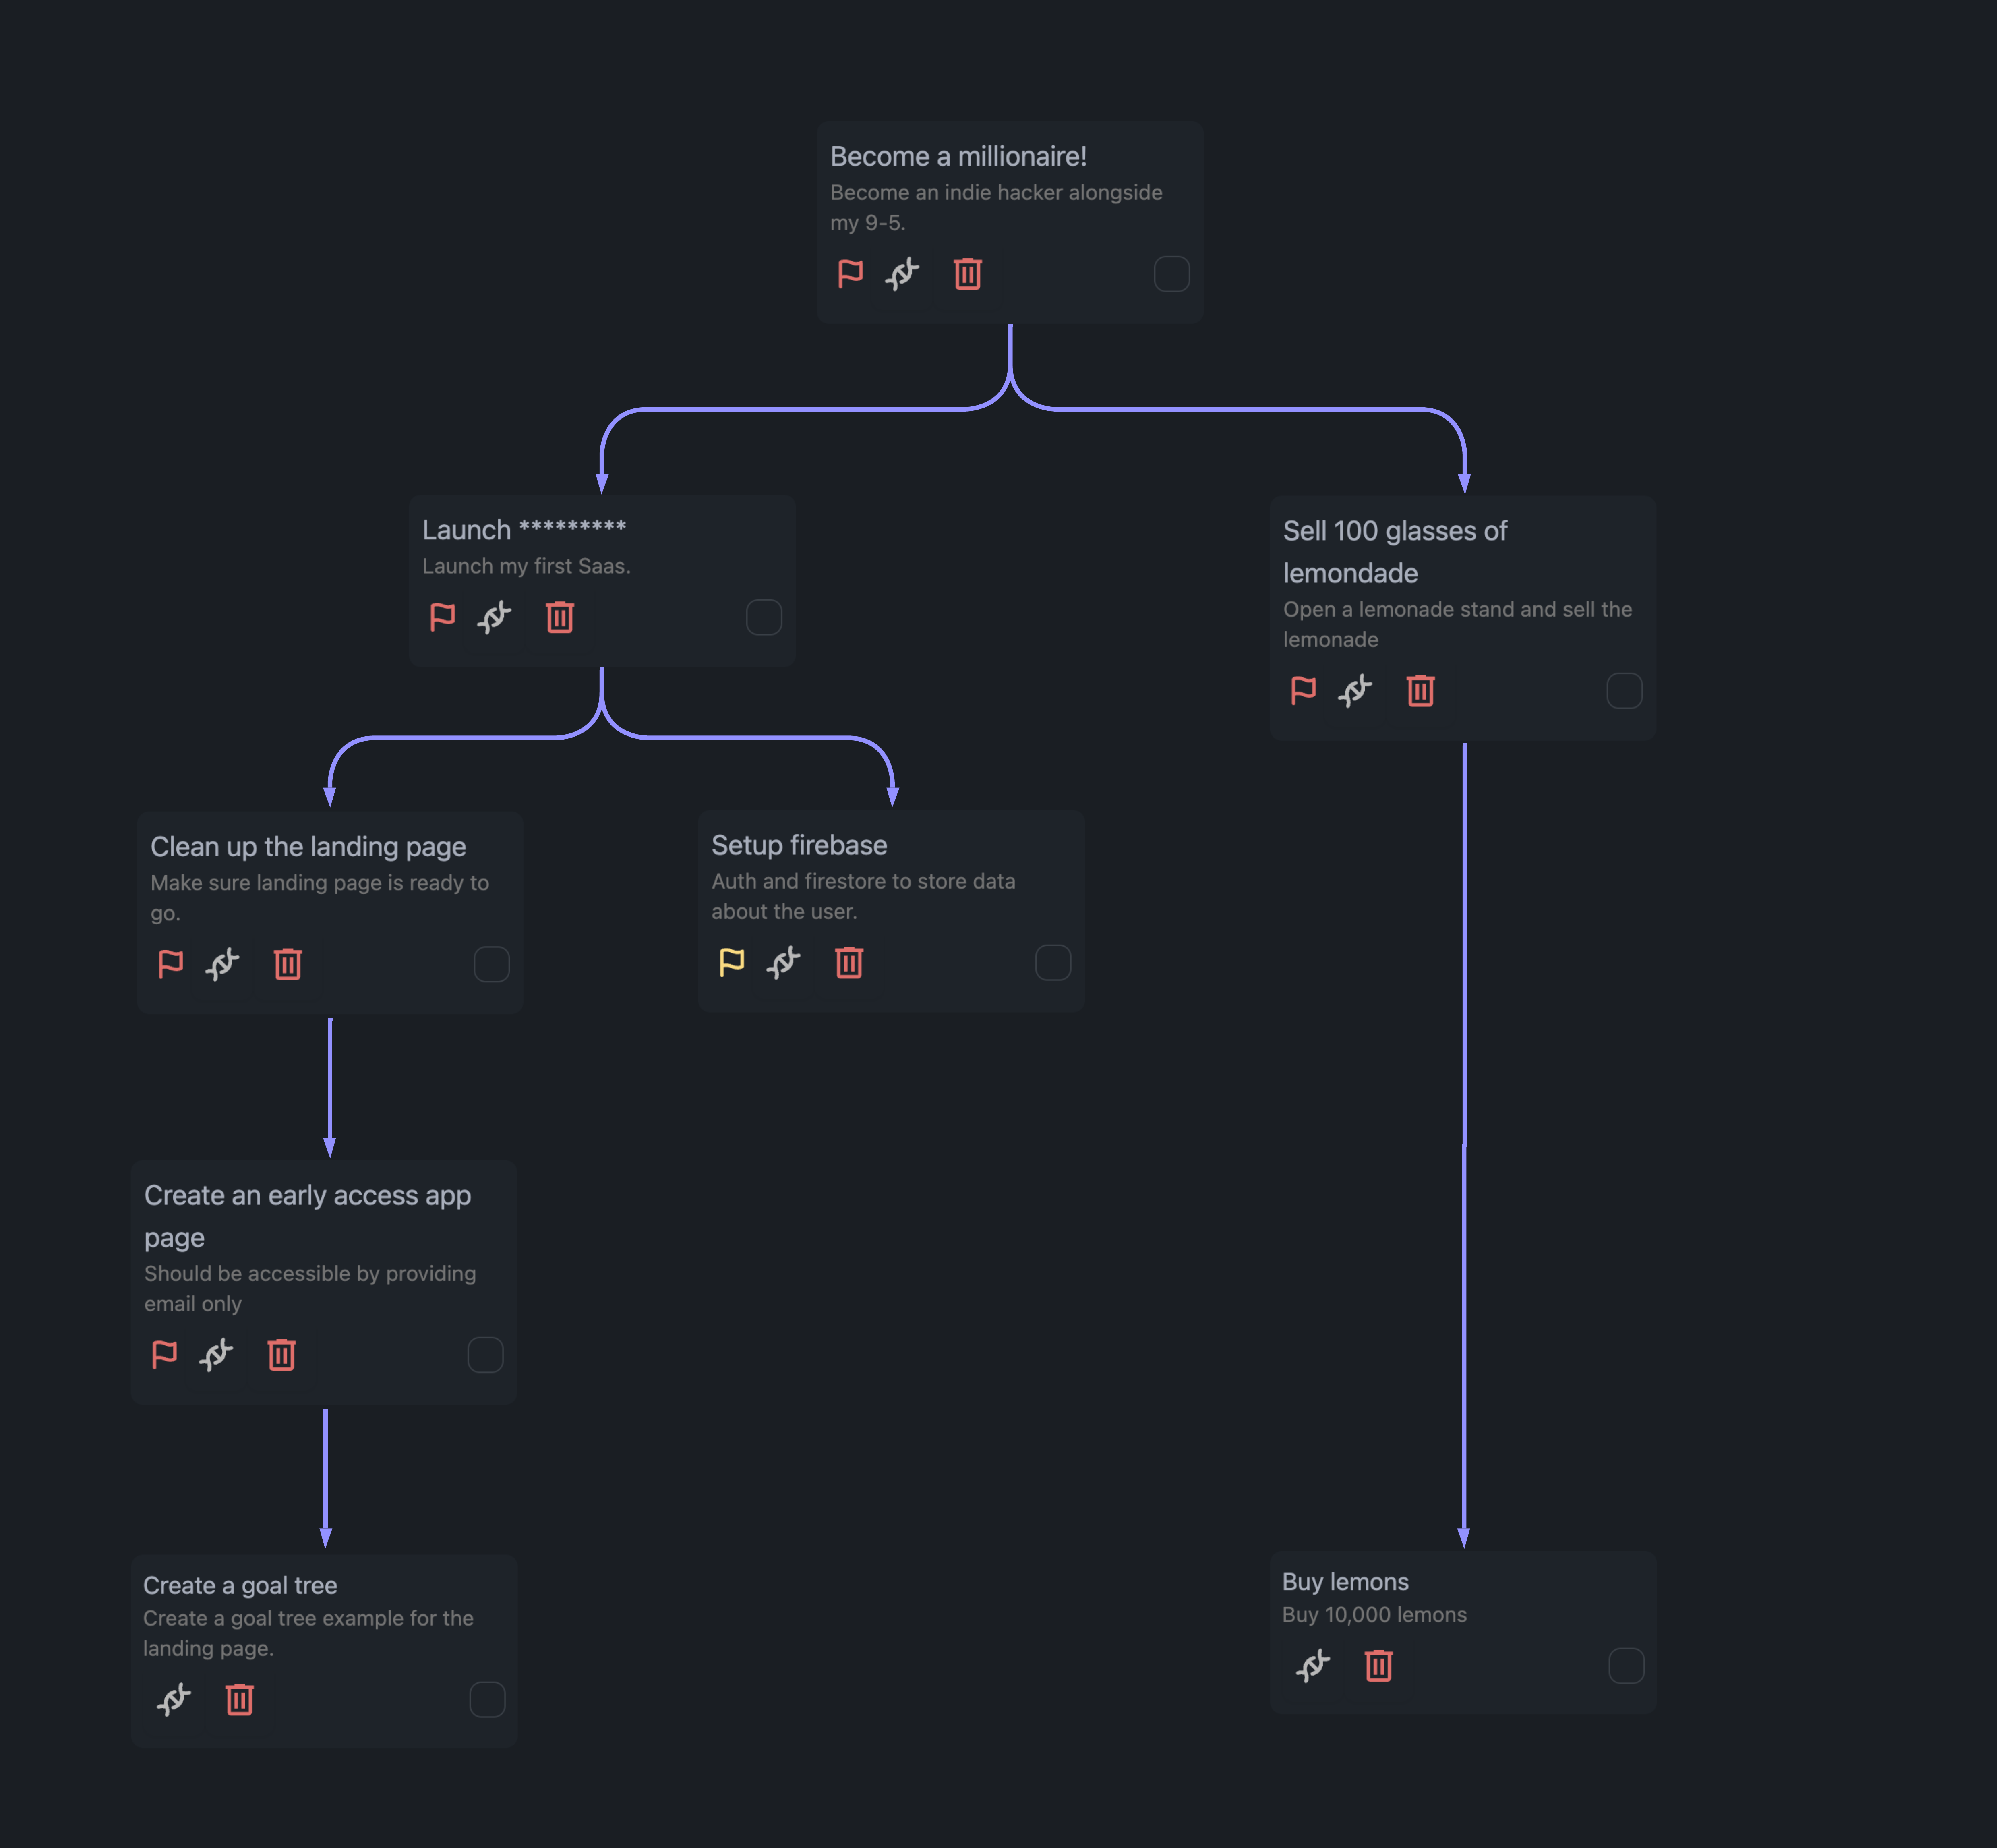 Become a millionaire!
Become an indie hacker alongside
my 9-5.
Launch *********
Launch my first Saas.
Sell 100 glasses of
lemondade
Open a lemonade stand and sell the
lemonade
Clean up the landing page
Make sure landing page is ready to
go.
Setup firebase
Auth and firestore to store data
about the user.
Create an early access app
page
Should be accessible by providing
email only
Create a goal tree
Create a goal tree example for the
landing page.
Buy lemons
Buy 10,000 lemons